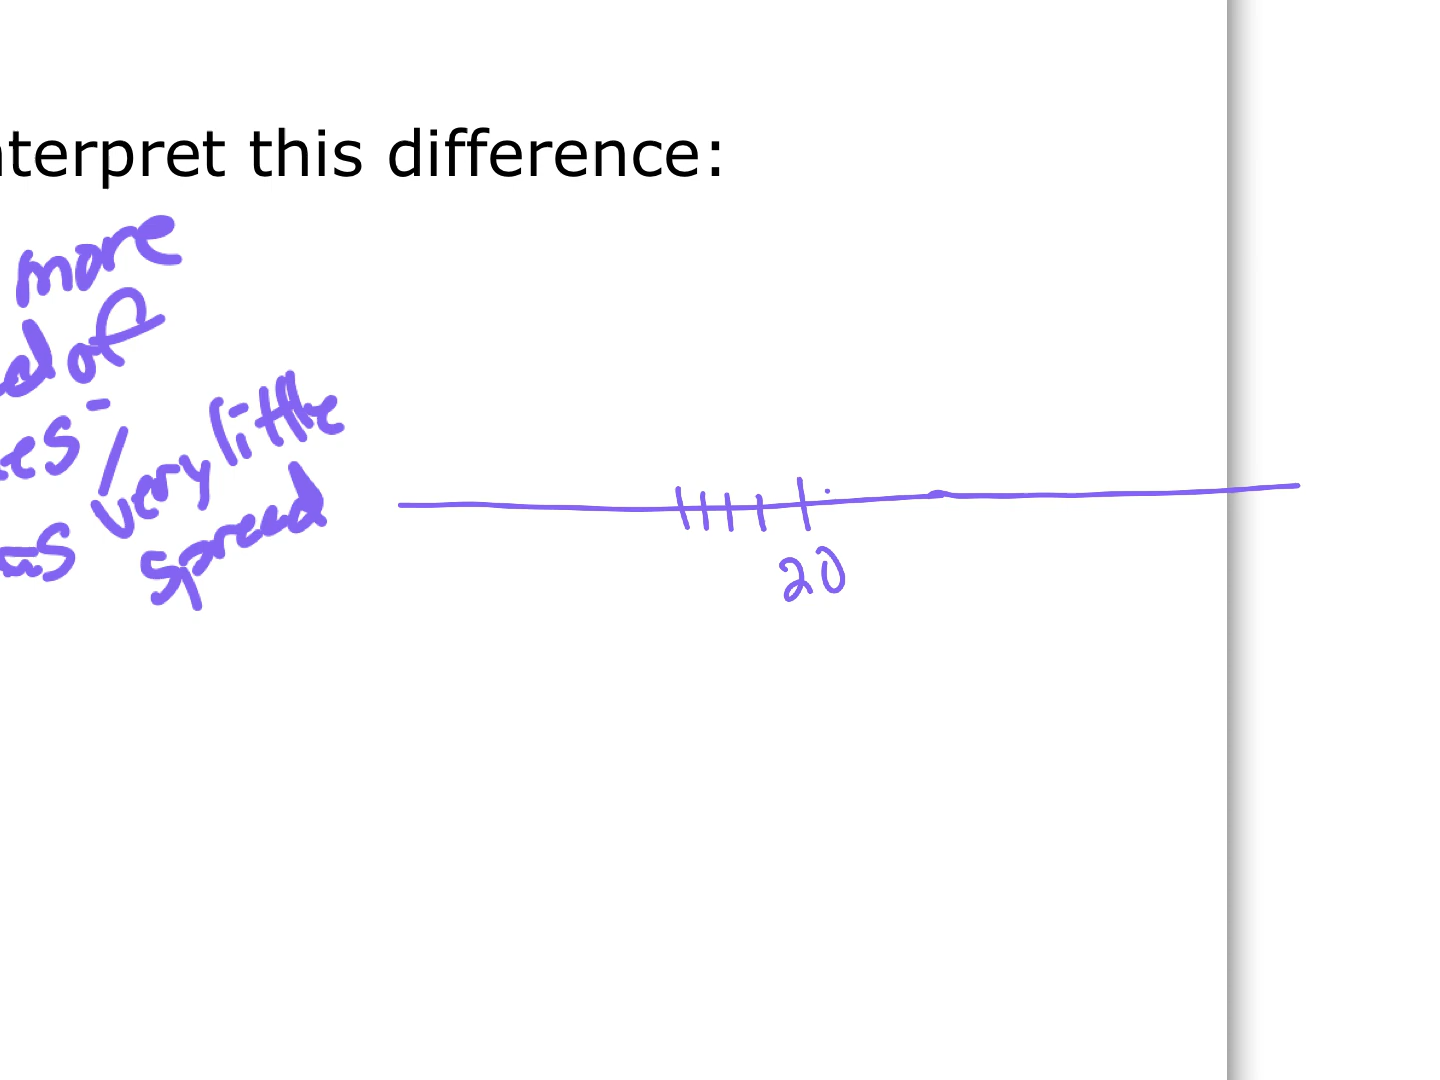 nterpret this difference:
more
d of
es -
/ very little
s spread
20